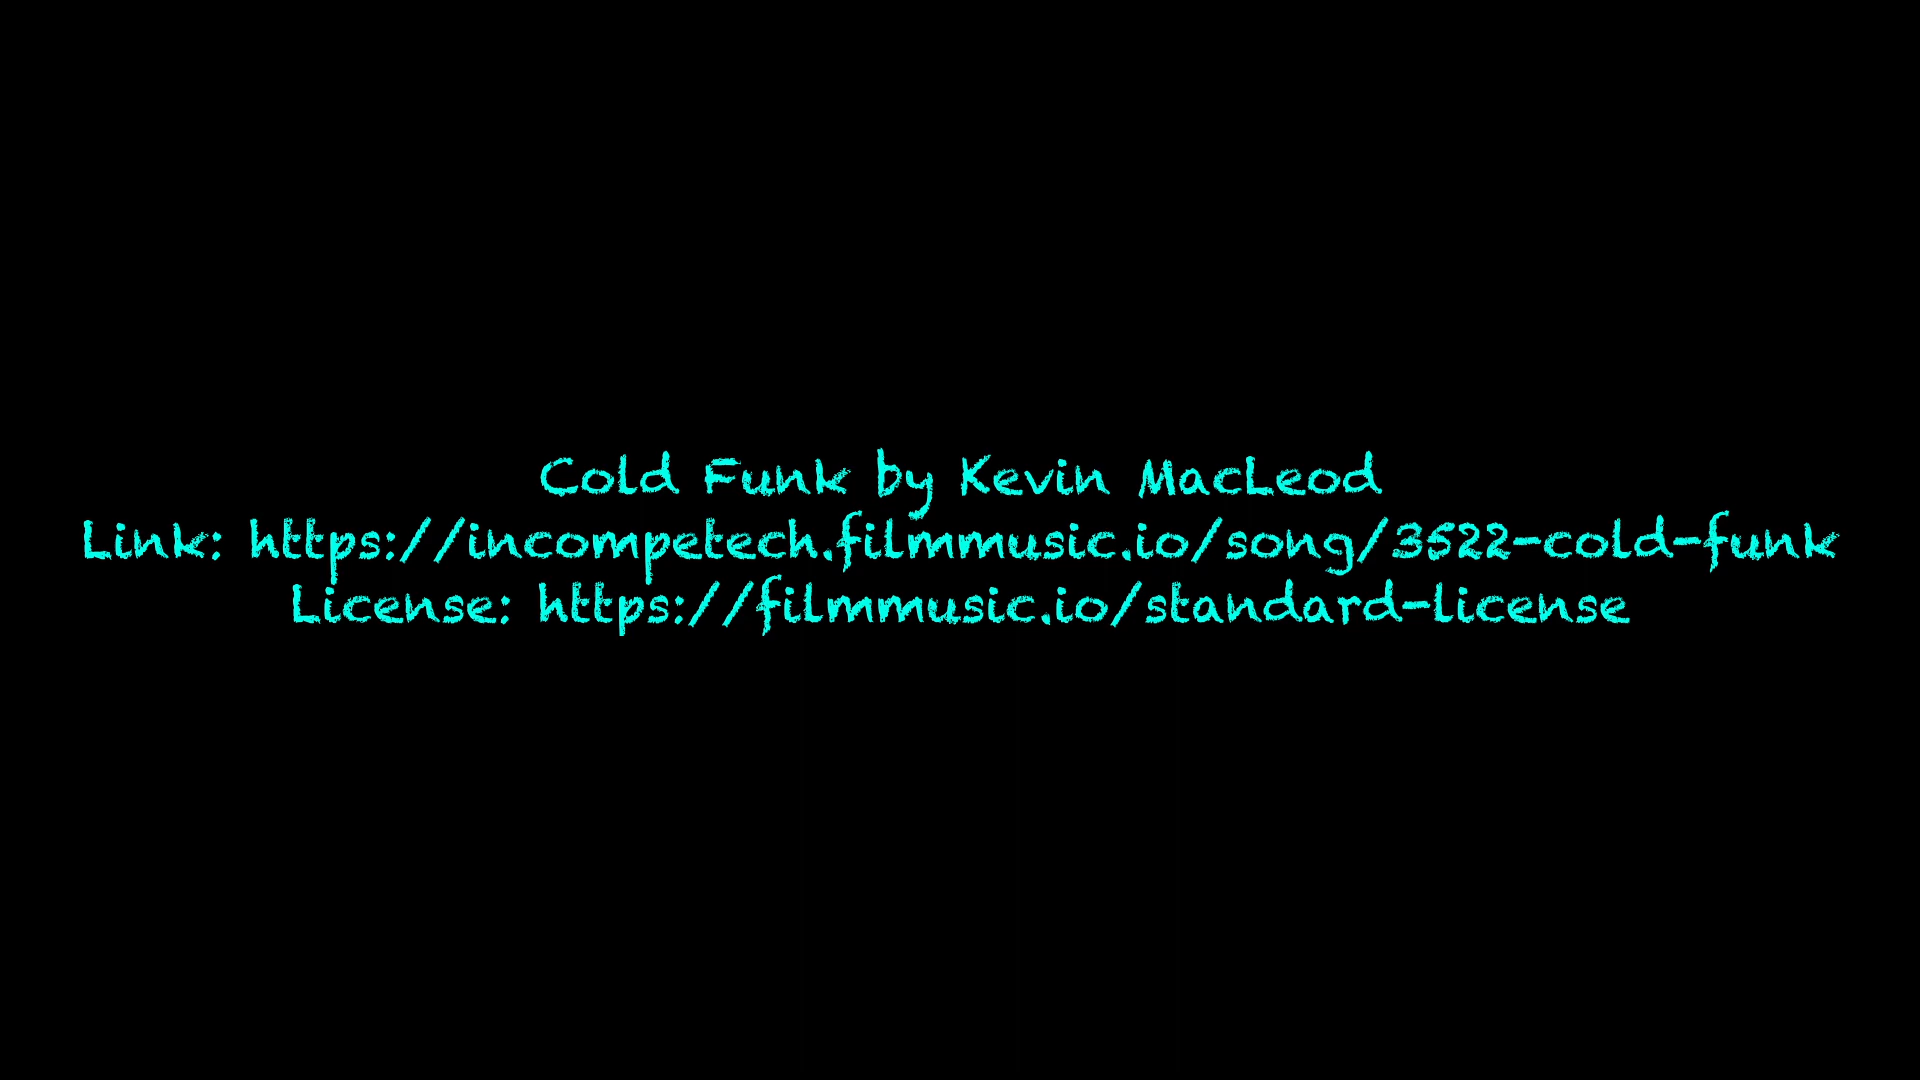 Cold Funk by Kevin MacLeod
Link: https://incompetech.filmmusic.io/song/3522-cold-funk
License: https://filmmusic.io/standard-license